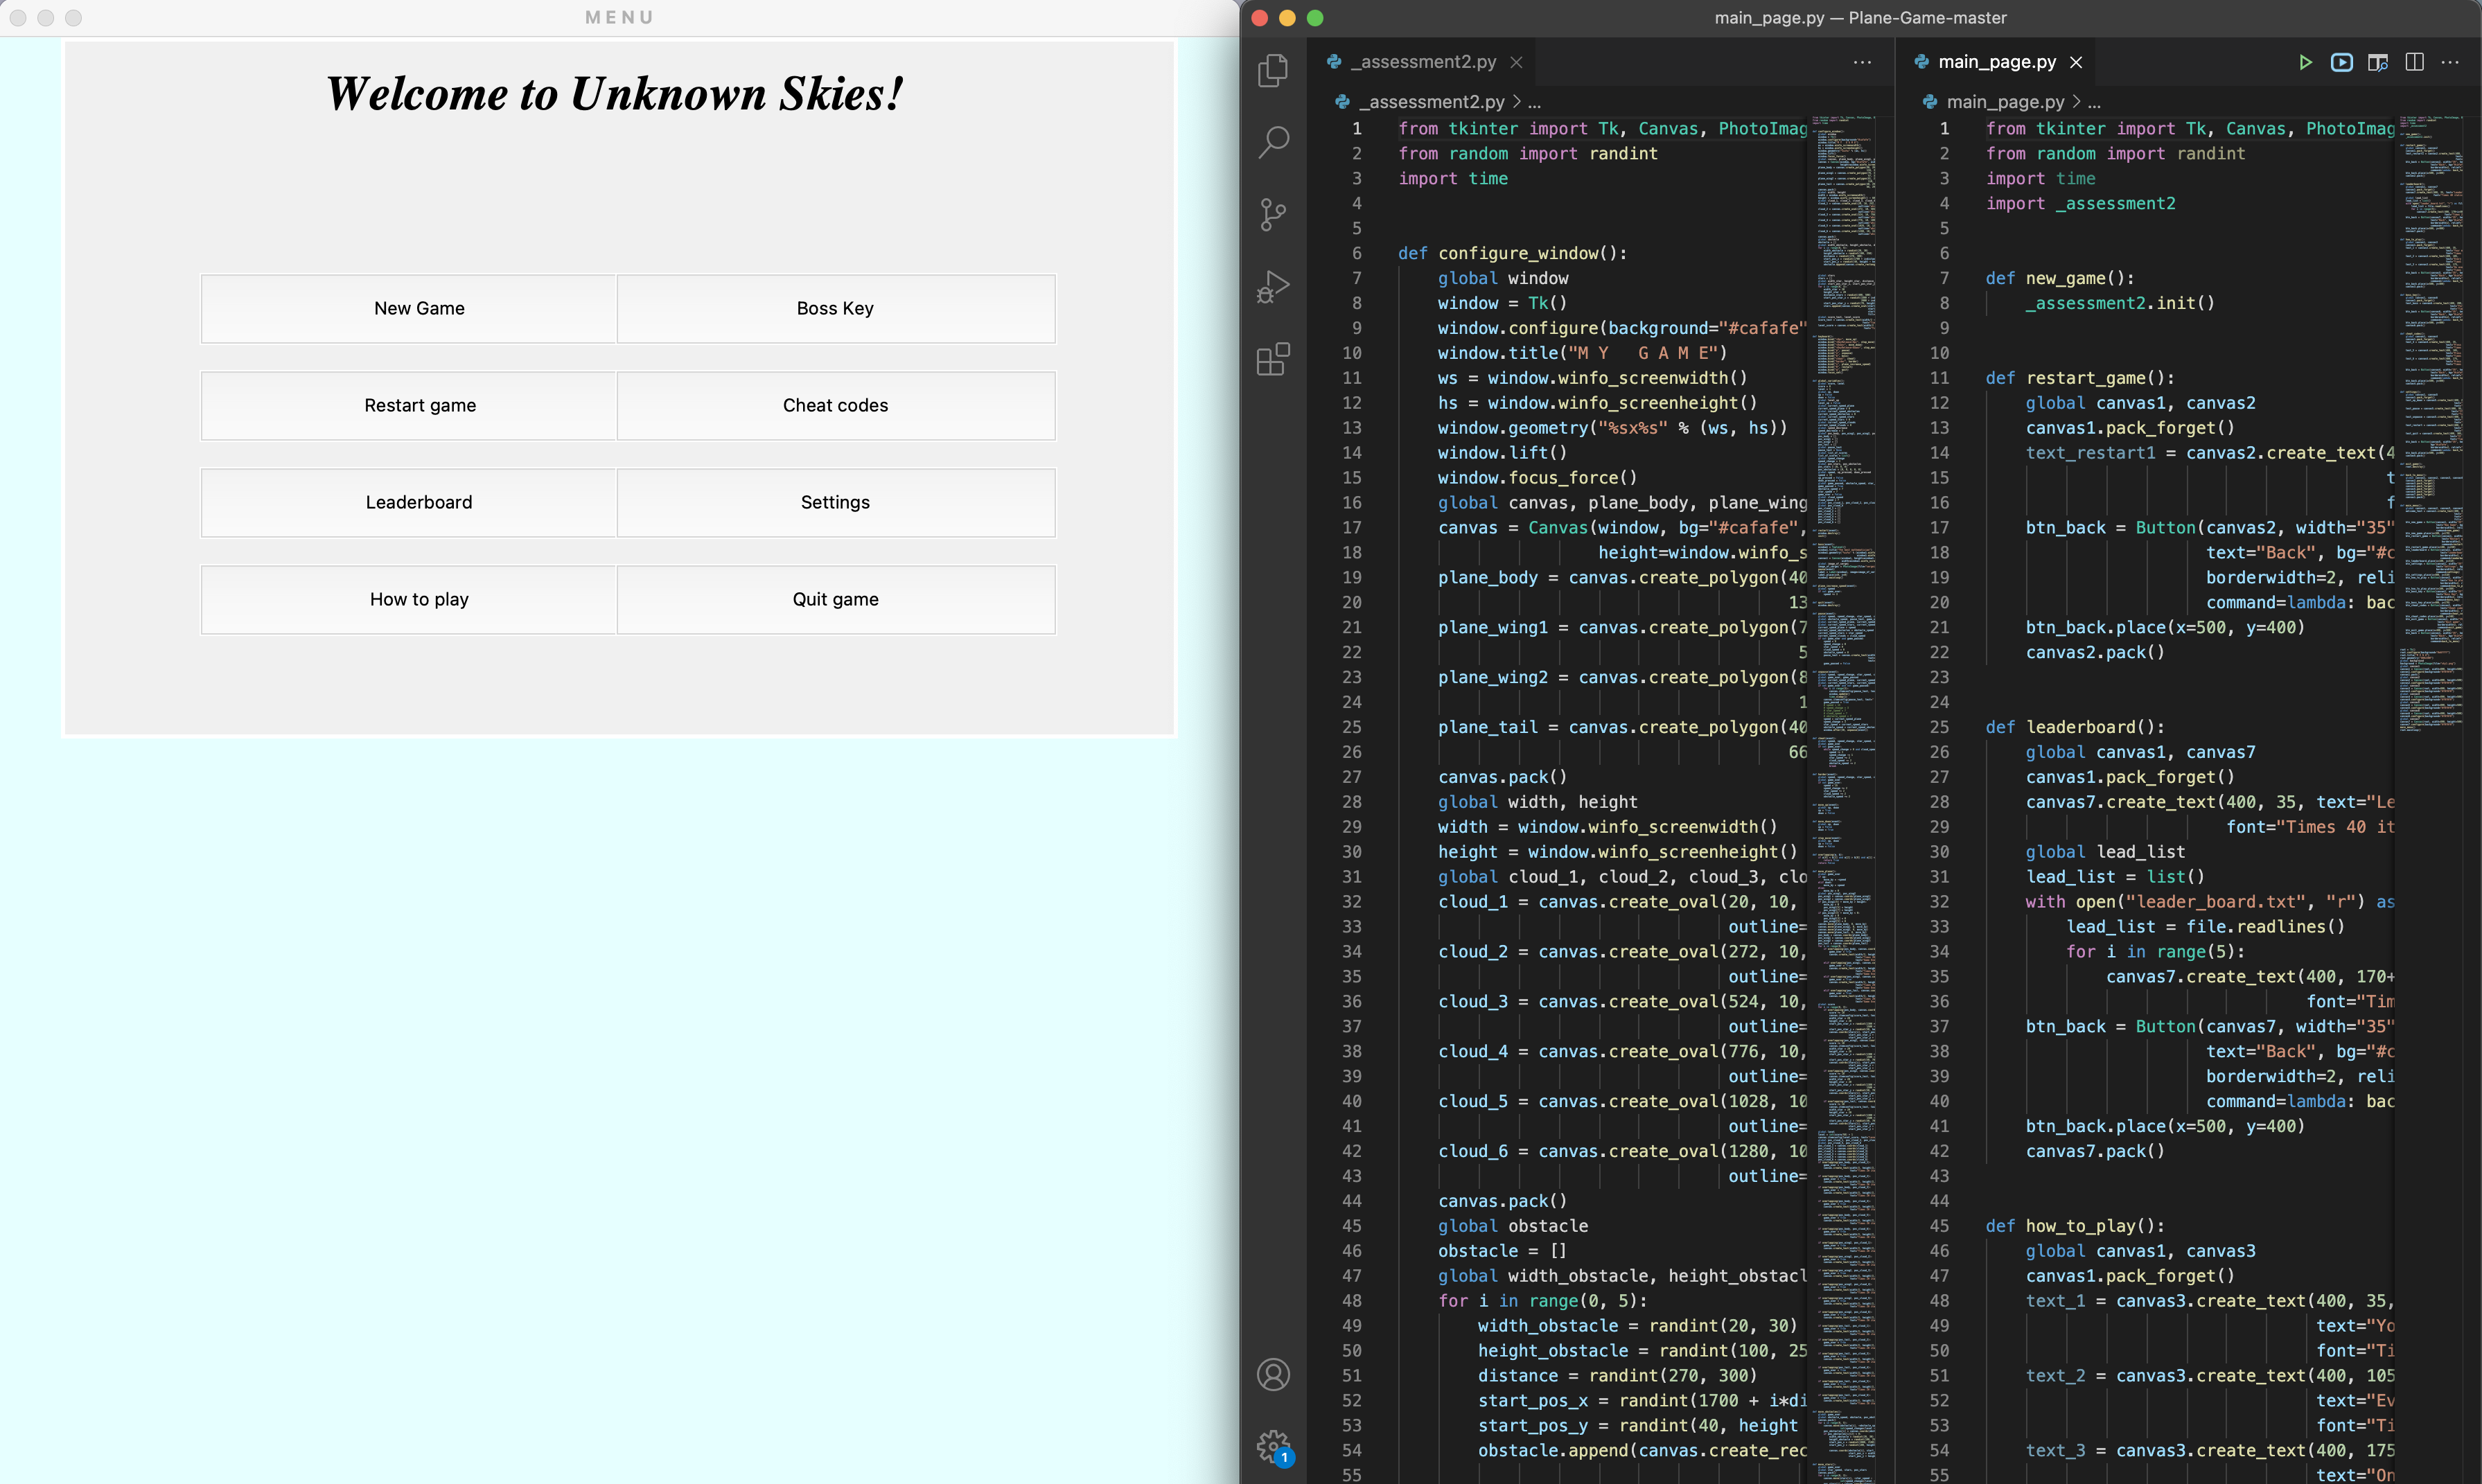 MENU
Welcome to Unknown Skies!
New Game
Boss Key
Restart game
Cheat codes
Leaderboard
Settings
How to play
Quit game
main_page.py — Plane-Game-master
_assessment2.py
_assessment2.py > ...
1 from tkinter import Tk, Canvas, PhotoImag
2 from random import randint
3 import time
4
5
6 def configure_window():
7 global window
8 window = Tk()
9 window.configure(background="#cafafe"
10 window.title("M Y   G A M E")
11 ws = window.winfo_screenwidth()
12 hs = window.winfo_screenheight()
13 window.geometry("%sx%s" % (ws, hs))
14 window.lift()
15 window.focus_force()
16 global canvas, plane_body, plane_wing
17 canvas = Canvas(window, bg="#cafafe",
18 height=window.winfo_s
19 plane_body = canvas.create_polygon(40
20 13
21 plane_wing1 = canvas.create_polygon(7
22 5
23 plane_wing2 = canvas.create_polygon(8
24 1
25 plane_tail = canvas.create_polygon(40
26 66
27 canvas.pack()
28 global width, height
29 width = window.winfo_screenwidth()
30 height = window.winfo_screenheight()
31 global cloud_1, cloud_2, cloud_3, clo
32 cloud_1 = canvas.create_oval(20, 10,
33 outline=
34 cloud_2 = canvas.create_oval(272, 10,
35 outline=
36 cloud_3 = canvas.create_oval(524, 10,
37 outline=
38 cloud_4 = canvas.create_oval(776, 10,
39 outline=
40 cloud_5 = canvas.create_oval(1028, 10
41 outline=
42 cloud_6 = canvas.create_oval(1280, 10
43 outline=
44 canvas.pack()
45 global obstacle
46 obstacle = []
47 global width_obstacle, height_obstacl
48 for i in range(0, 5):
49 width_obstacle = randint(20, 30)
50 height_obstacle = randint(100, 25
51 distance = randint(270, 300)
52 start_pos_x = randint(1700 + i*di
53 start_pos_y = randint(40, height
54 obstacle.append(canvas.create_rec
55
main_page.py
main_page.py > ...
1 from tkinter import Tk, Canvas, PhotoImag
2 from random import randint
3 import time
4 import _assessment2
5
6
7 def new_game():
8 _assessment2.init()
9
10
11 def restart_game():
12 global canvas1, canvas2
13 canvas1.pack_forget()
14 text_restart1 = canvas2.create_text(4
15 t
16 f
17 btn_back = Button(canvas2, width="35"
18 text="Back", bg="#c
19 borderwidth=2, reli
20 command=lambda: bac
21 btn_back.place(x=500, y=400)
22 canvas2.pack()
23
24
25 def leaderboard():
26 global canvas1, canvas7
27 canvas1.pack_forget()
28 canvas7.create_text(400, 35, text="Le
29 font="Times 40 it
30 global lead_list
31 lead_list = list()
32 with open("leader_board.txt", "r") as
33 lead_list = file.readlines()
34 for i in range(5):
35 canvas7.create_text(400, 170+
36 font="Tim
37 btn_back = Button(canvas7, width="35"
38 text="Back", bg="#c
39 borderwidth=2, reli
40 command=lambda: bac
41 btn_back.place(x=500, y=400)
42 canvas7.pack()
43
44
45 def how_to_play():
46 global canvas1, canvas3
47 canvas1.pack_forget()
48 text_1 = canvas3.create_text(400, 35,
49 text="Yo
50 font="Ti
51 text_2 = canvas3.create_text(400, 105
52 text="Ev
53 font="Ti
54 text_3 = canvas3.create_text(400, 175
55 text="On
1